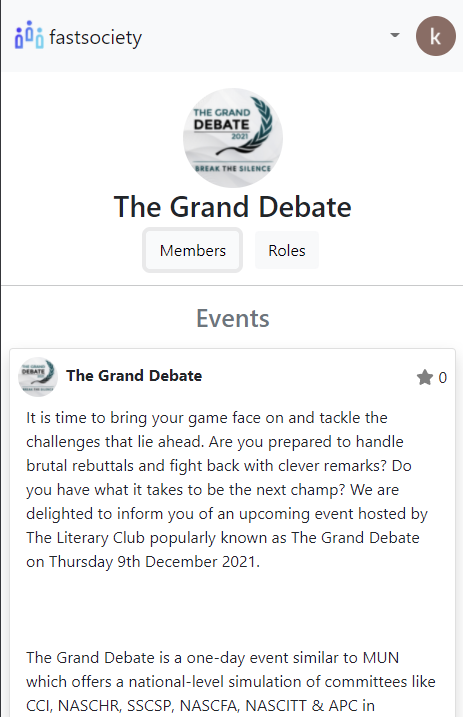 fastsociety
k
THE GRAND
DEBATE
2021
BREAK THE SILENCE
The Grand Debate
Members
Roles
Events
THE GRAND
DEBATE
The Grand Debate
0
It is time to bring your game face on and tackle the
challenges that lie ahead. Are you prepared to handle
brutal rebuttals and fight back with clever remarks? Do
you have what it takes to be the next champ? We are
delighted to inform you of an upcoming event hosted by
The Literary Club popularly known as The Grand Debate
on Thursday 9th December 2021.
The Grand Debate is a one-day event similar to MUN
which offers a national-level simulation of committees like
CCI, NASCHR, SSCSP, NASCFA, NASCITT & APC in